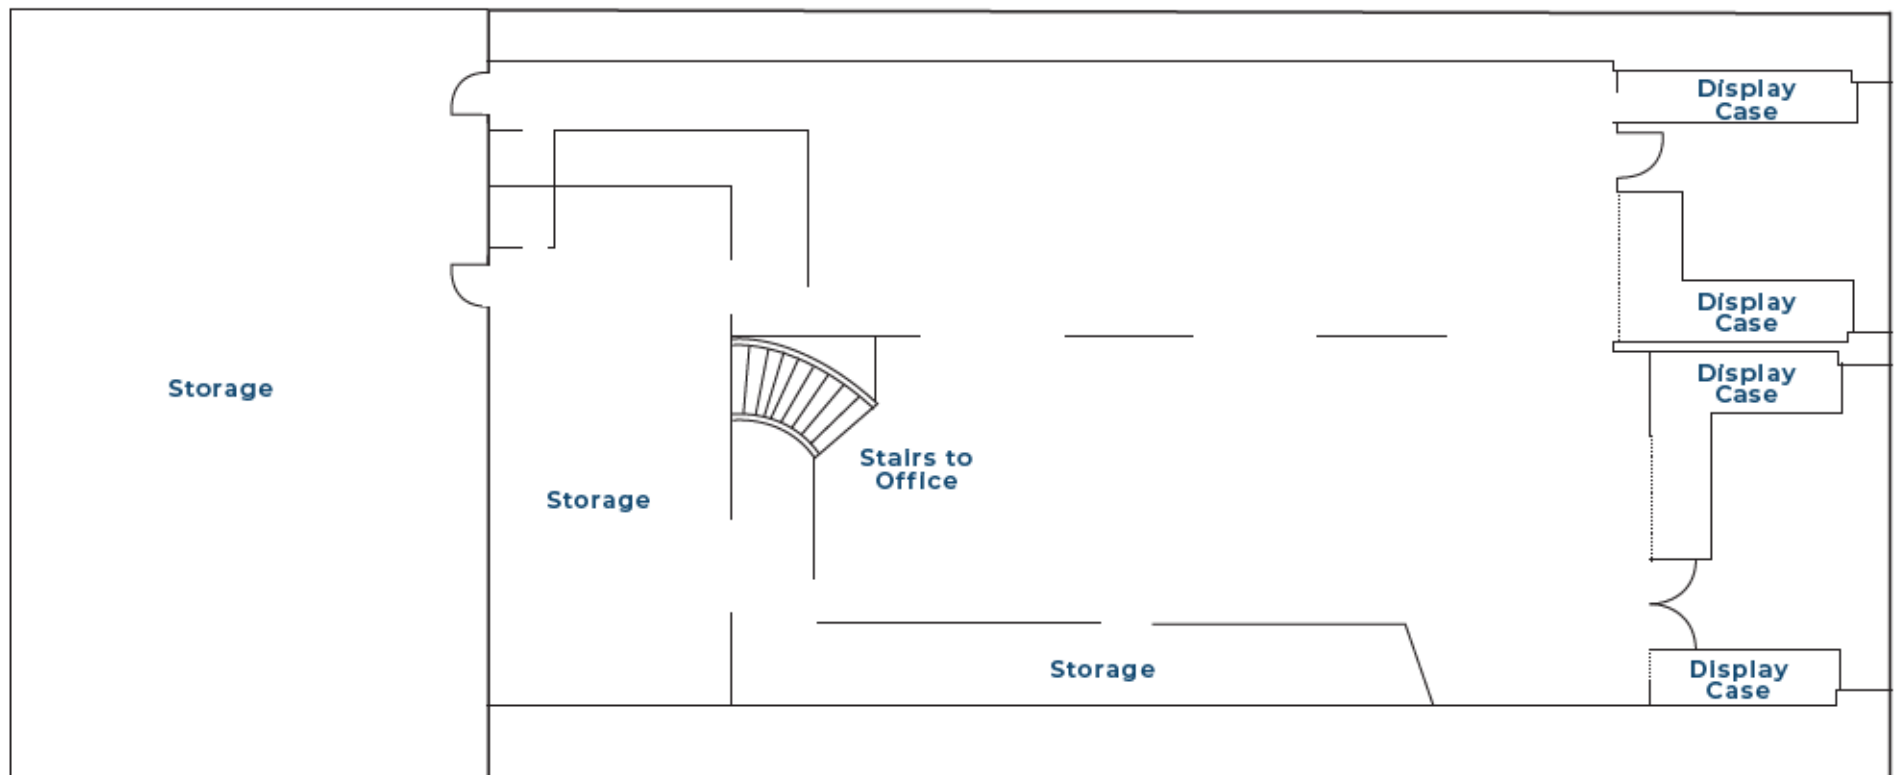 Display
Case
Display
Case
Display
Case
Storage
Stairs to
Office
Storage
Storage
Display
Case